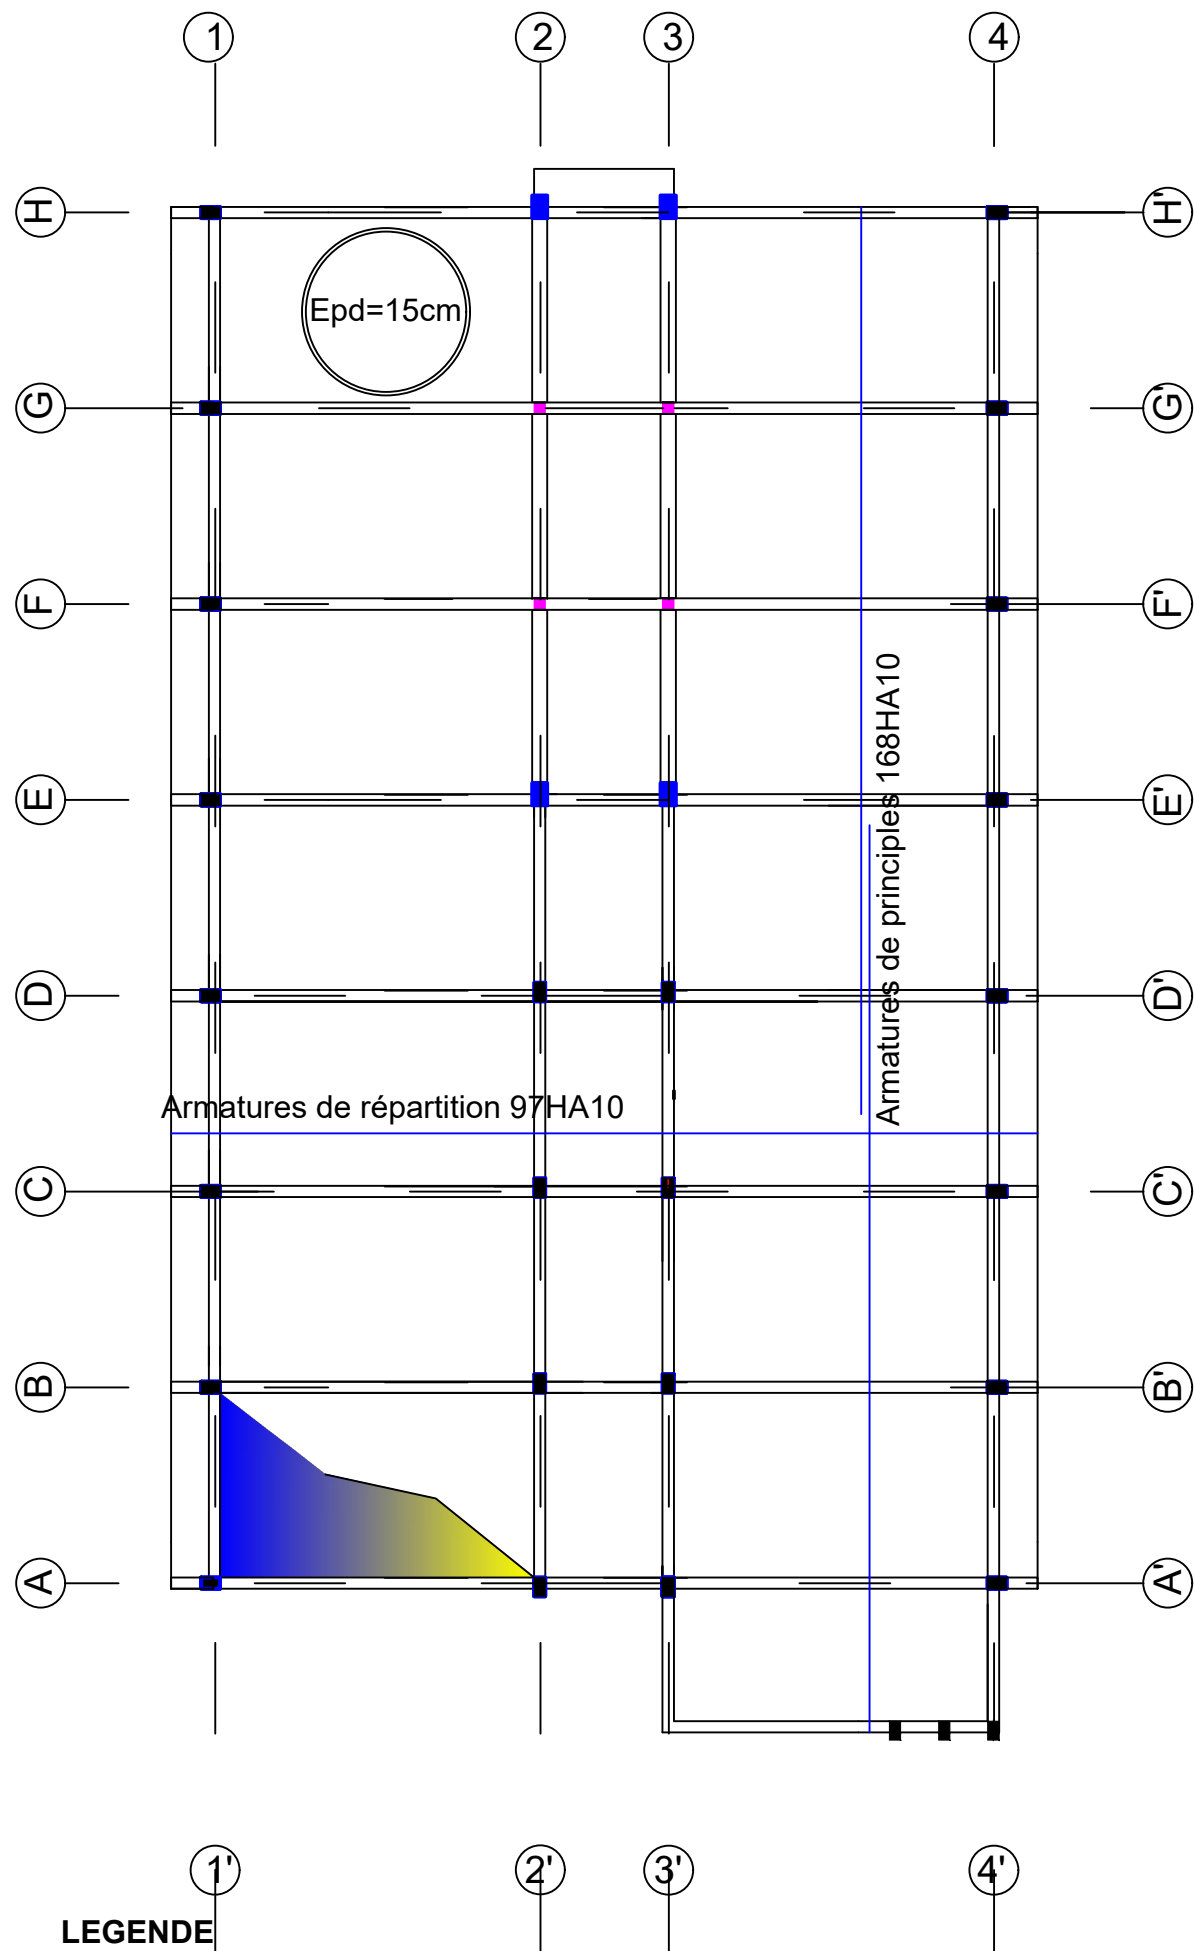 1 2 3 4
H H'
Epd=15cm
G G'
F F'
Armatures de principles 168HA10
E E'
D D'
Armatures de répartition 97HA10
C C'
B B'
A A'
1' 2' 3' 4'
LEGENDE